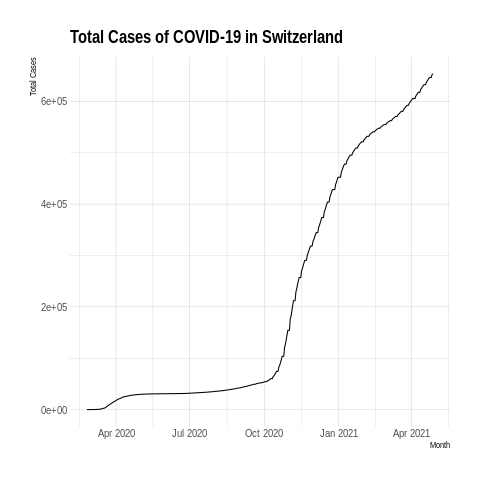 Total Cases of COVID-19 in Switzerland
Total Cases
6e+05
4e+05
2e+05
0e+00
Apr 2020 Jul 2020 Oct 2020 Jan 2021 Apr 2021
Month